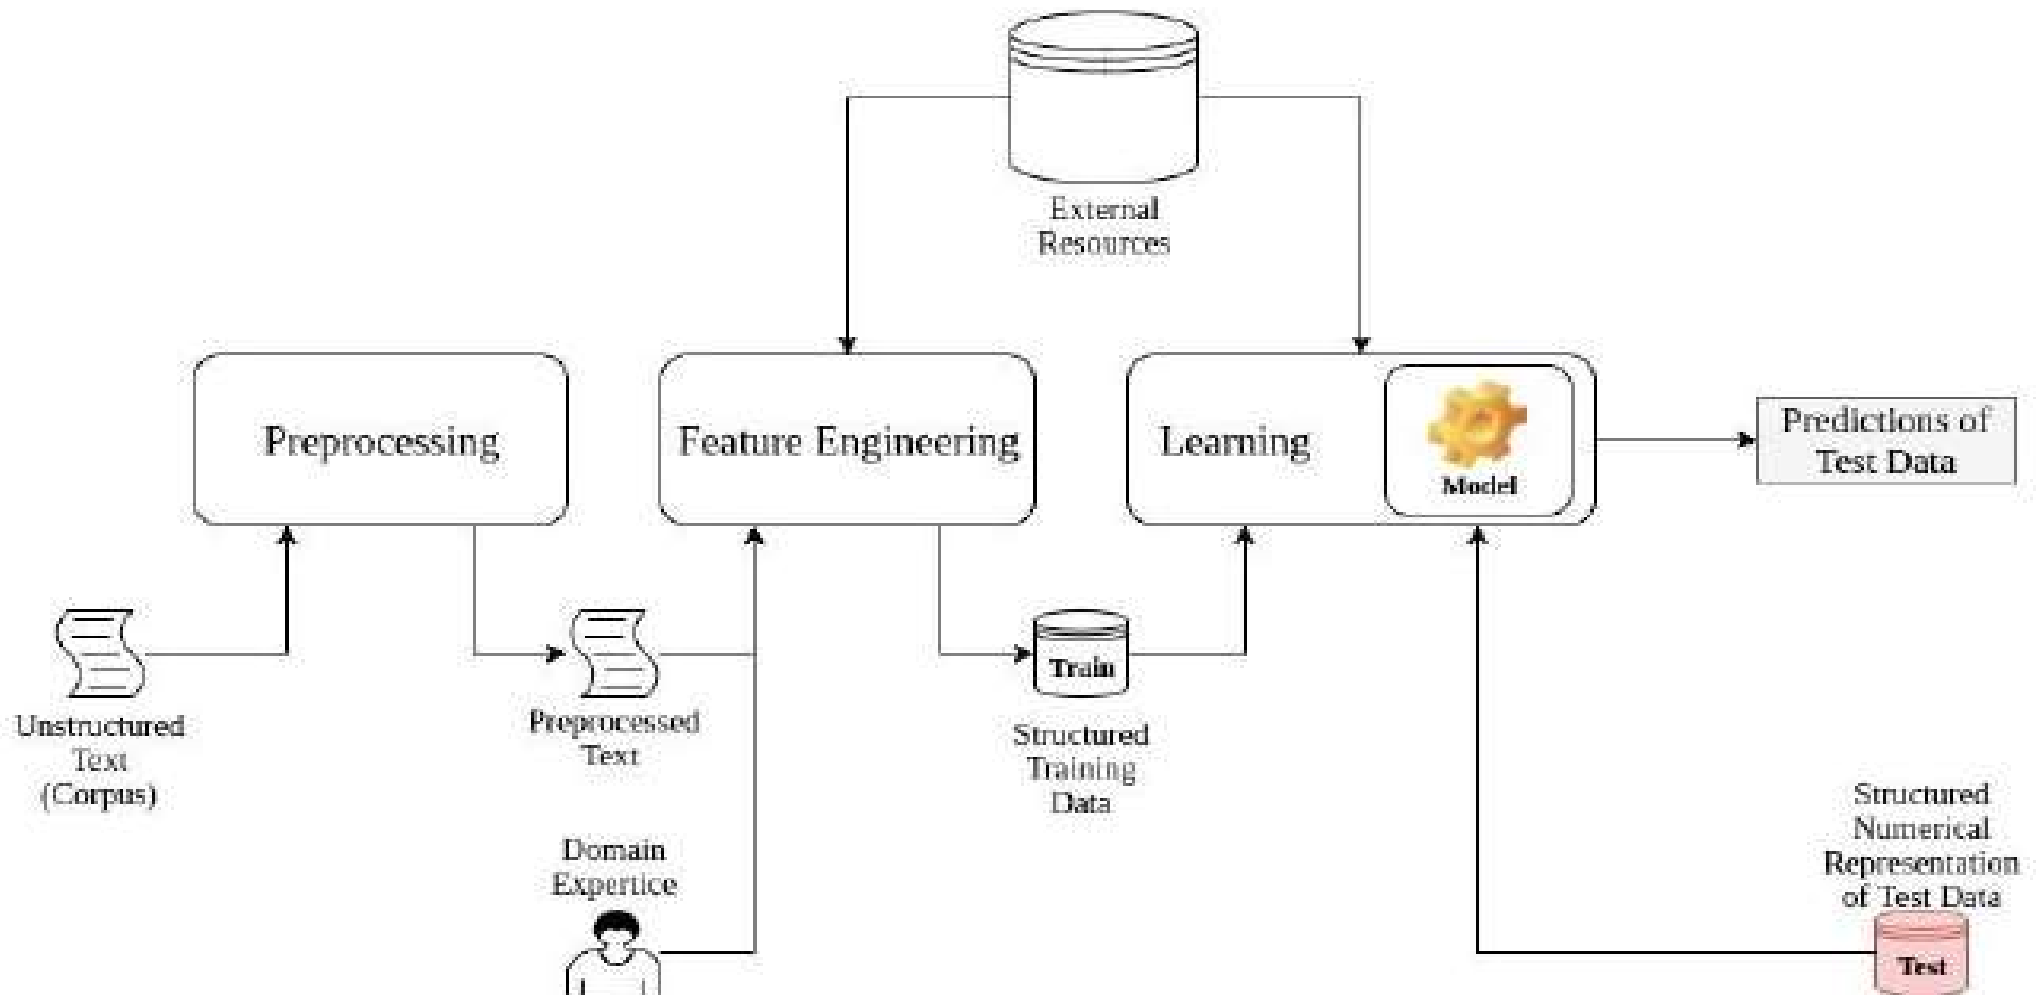 External
Resources
Preprocessing
Feature Engineering
Learning
Model
Predictions of
Test Data
Unstructured
Text
(Corpus)
Preprocessed
Text
Train
Structured
Training
Data
Domain
Expertice
Structured
Numerical
Representation
of Test Data
Test